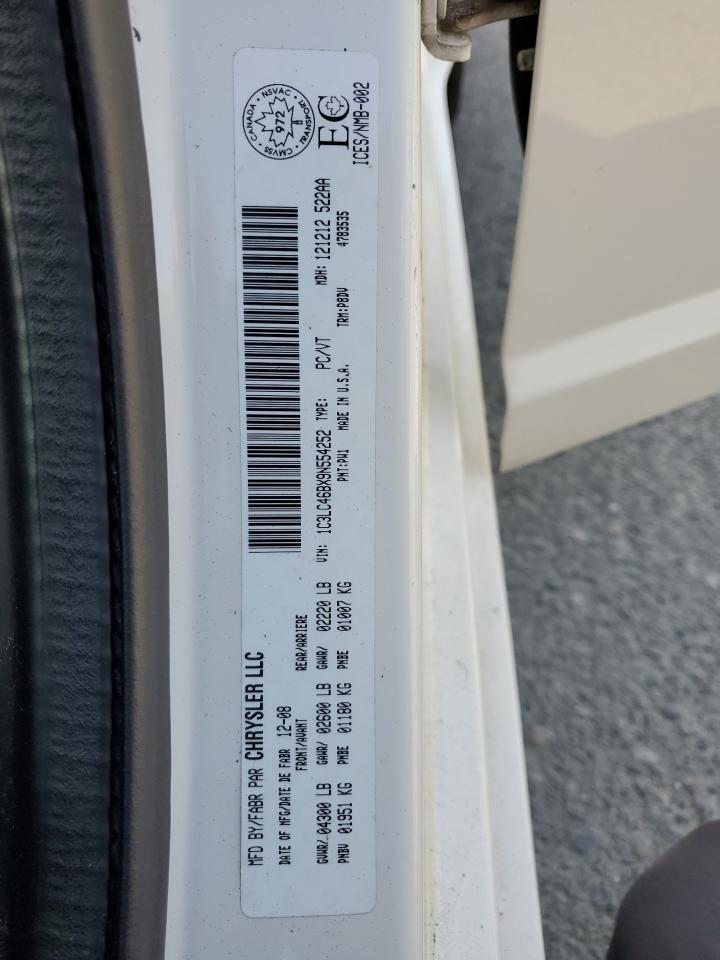 MFD BY/FABR PAR CHRYSLER LLC
DATE OF MFG/DATE DE FABR 12-08
FRONT/AVANT REAR/ARRIERE
GVWR/ 04300 LB GAWR/ 02600 LB GAWR/ 02220 LB
PNBV 01951 KG PNBE 01180 KG PNBE 01007 KG
VIN: 1C3LC46BX9N554252 TYPE: PC/VT MDH: 121212 522AA
PNT:PW1 MADE IN U.S.A. TRM:P8DV 4783535
CANADA · NSVAC · TRANSPORT · CMVSS
972
EC
ICES/NMB-002